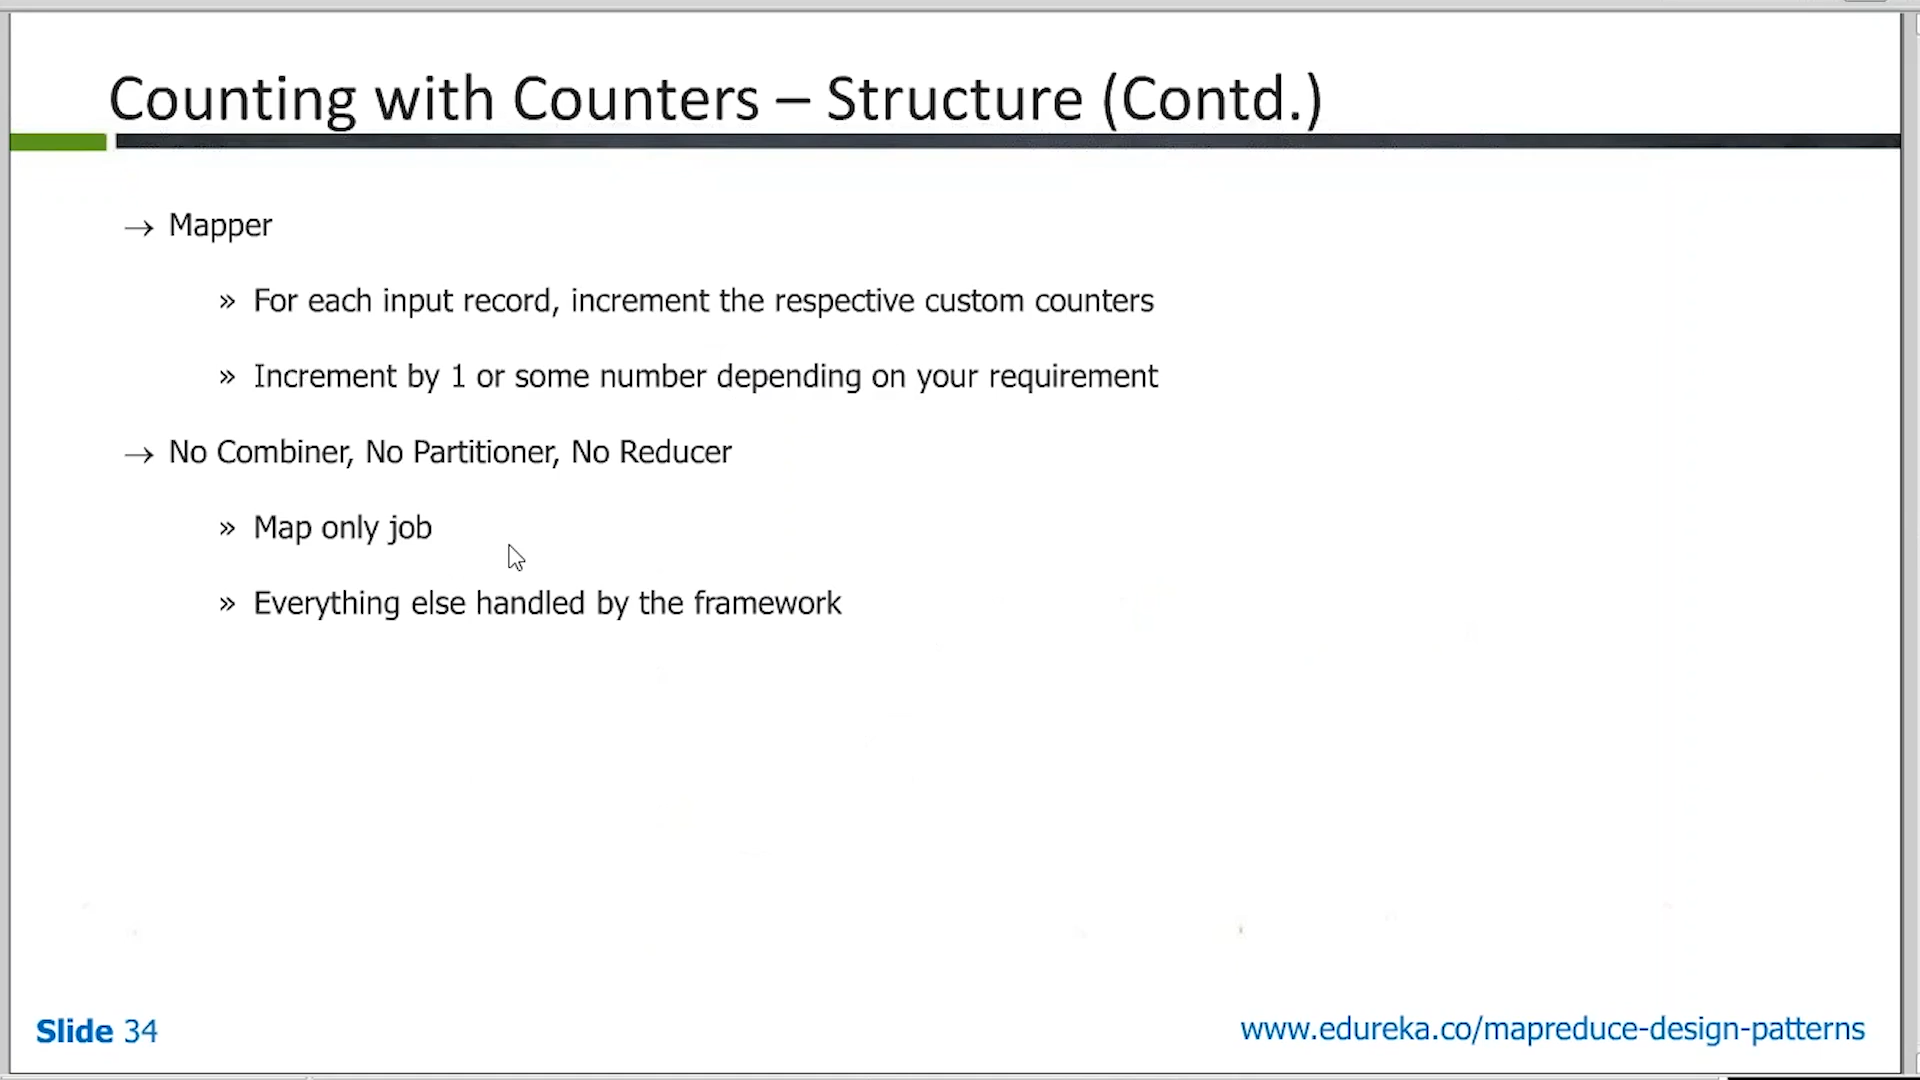 Counting with Counters – Structure (Contd.)
→ Mapper
» For each input record, increment the respective custom counters
» Increment by 1 or some number depending on your requirement
→ No Combiner, No Partitioner, No Reducer
» Map only job
» Everything else handled by the framework
Slide 34
www.edureka.co/mapreduce-design-patterns